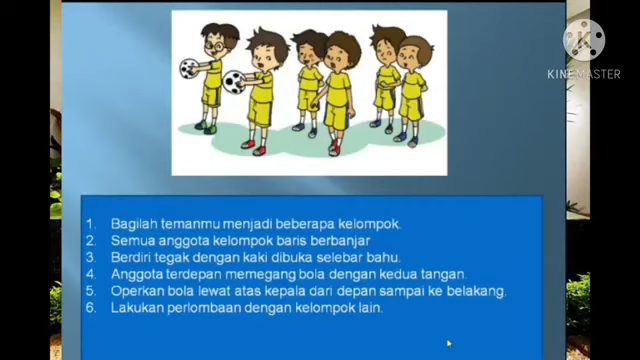 KINEMASTER
1. Bagilah temanmu menjadi beberapa kelompok.
2. Semua anggota kelompok baris berbanjar
3. Berdiri tegak dengan kaki dibuka selebar bahu.
4. Anggota terdepan memegang bola dengan kedua tangan.
5. Operkan bola lewat atas kepala dari depan sampai ke belakang.
6. Lakukan perlombaan dengan kelompok lain.